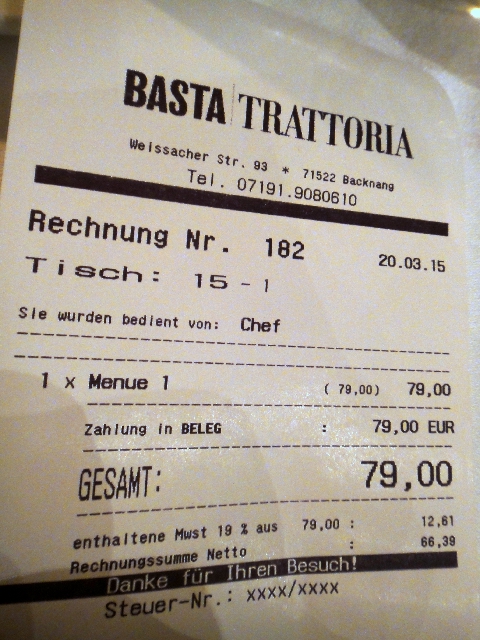 BASTA TRATTORIA
Weissacher Str. 93 * 71522 Backnang
Tel. 07191.9080610
Rechnung Nr. 182 20.03.15
Tisch: 15 - 1
Sie wurden bedient von: Chef
1 x Menue 1 ( 79,00) 79,00
Zahlung in BELEG : 79,00 EUR
GESAMT: 79,00
enthaltene Mwst 19 % aus 79,00 : 12,61
Rechnungssumme Netto : 66,39
Danke für Ihren Besuch!
Steuer-Nr.: xxxx/xxxx